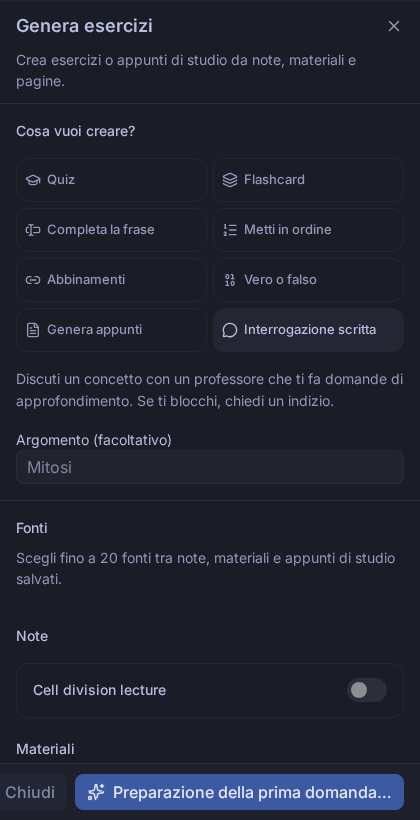 Genera esercizi
Crea esercizi o appunti di studio da note, materiali e
pagine.
Cosa vuoi creare?
Quiz
Flashcard
Completa la frase
Metti in ordine
Abbinamenti
Vero o falso
Genera appunti
Interrogazione scritta
Discuti un concetto con un professore che ti fa domande di
approfondimento. Se ti blocchi, chiedi un indizio.
Argomento (facoltativo)
Mitosi
Fonti
Scegli fino a 20 fonti tra note, materiali e appunti di studio
salvati.
Note
Cell division lecture
Materiali
Chiudi
Preparazione della prima domanda...